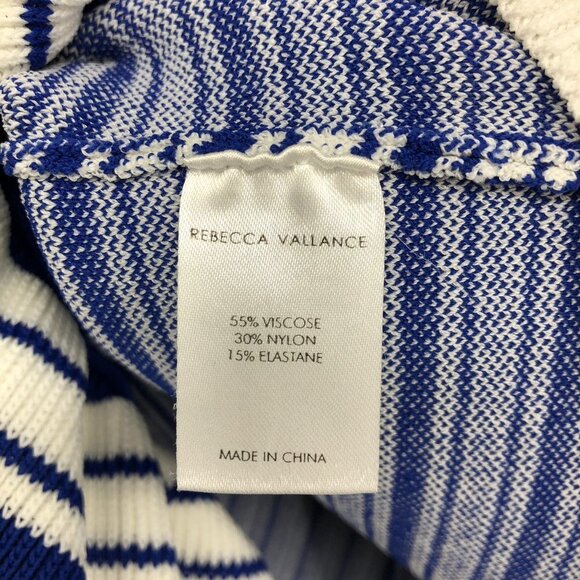 REBECCA VALLANCE
55% VISCOSE
30% NYLON
15% ELASTANE
MADE IN CHINA